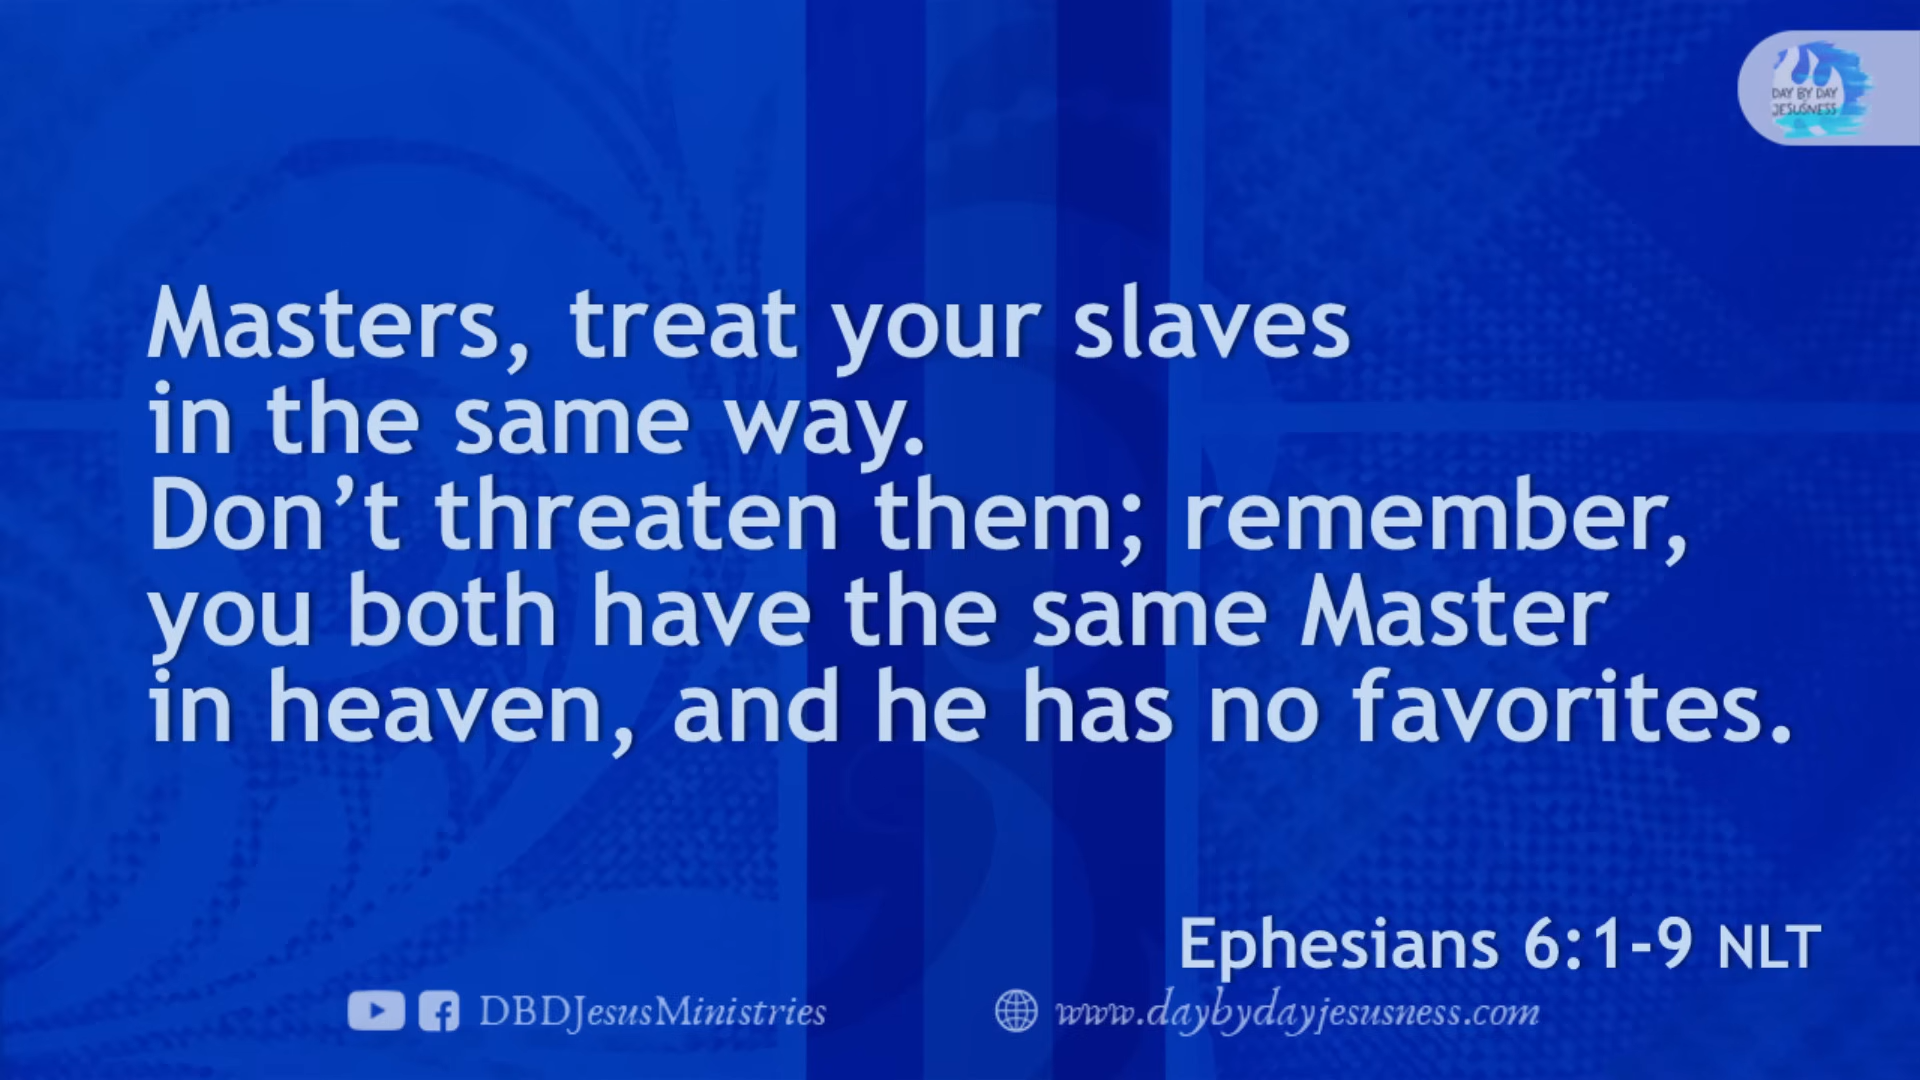 DAY BY DAY
JESUSNESS
Masters, treat your slaves
in the same way.
Don’t threaten them; remember,
you both have the same Master
in heaven, and he has no favorites.
Ephesians 6:1-9 NLT
DBDJesusMinistries
www.daybydayjesusness.com